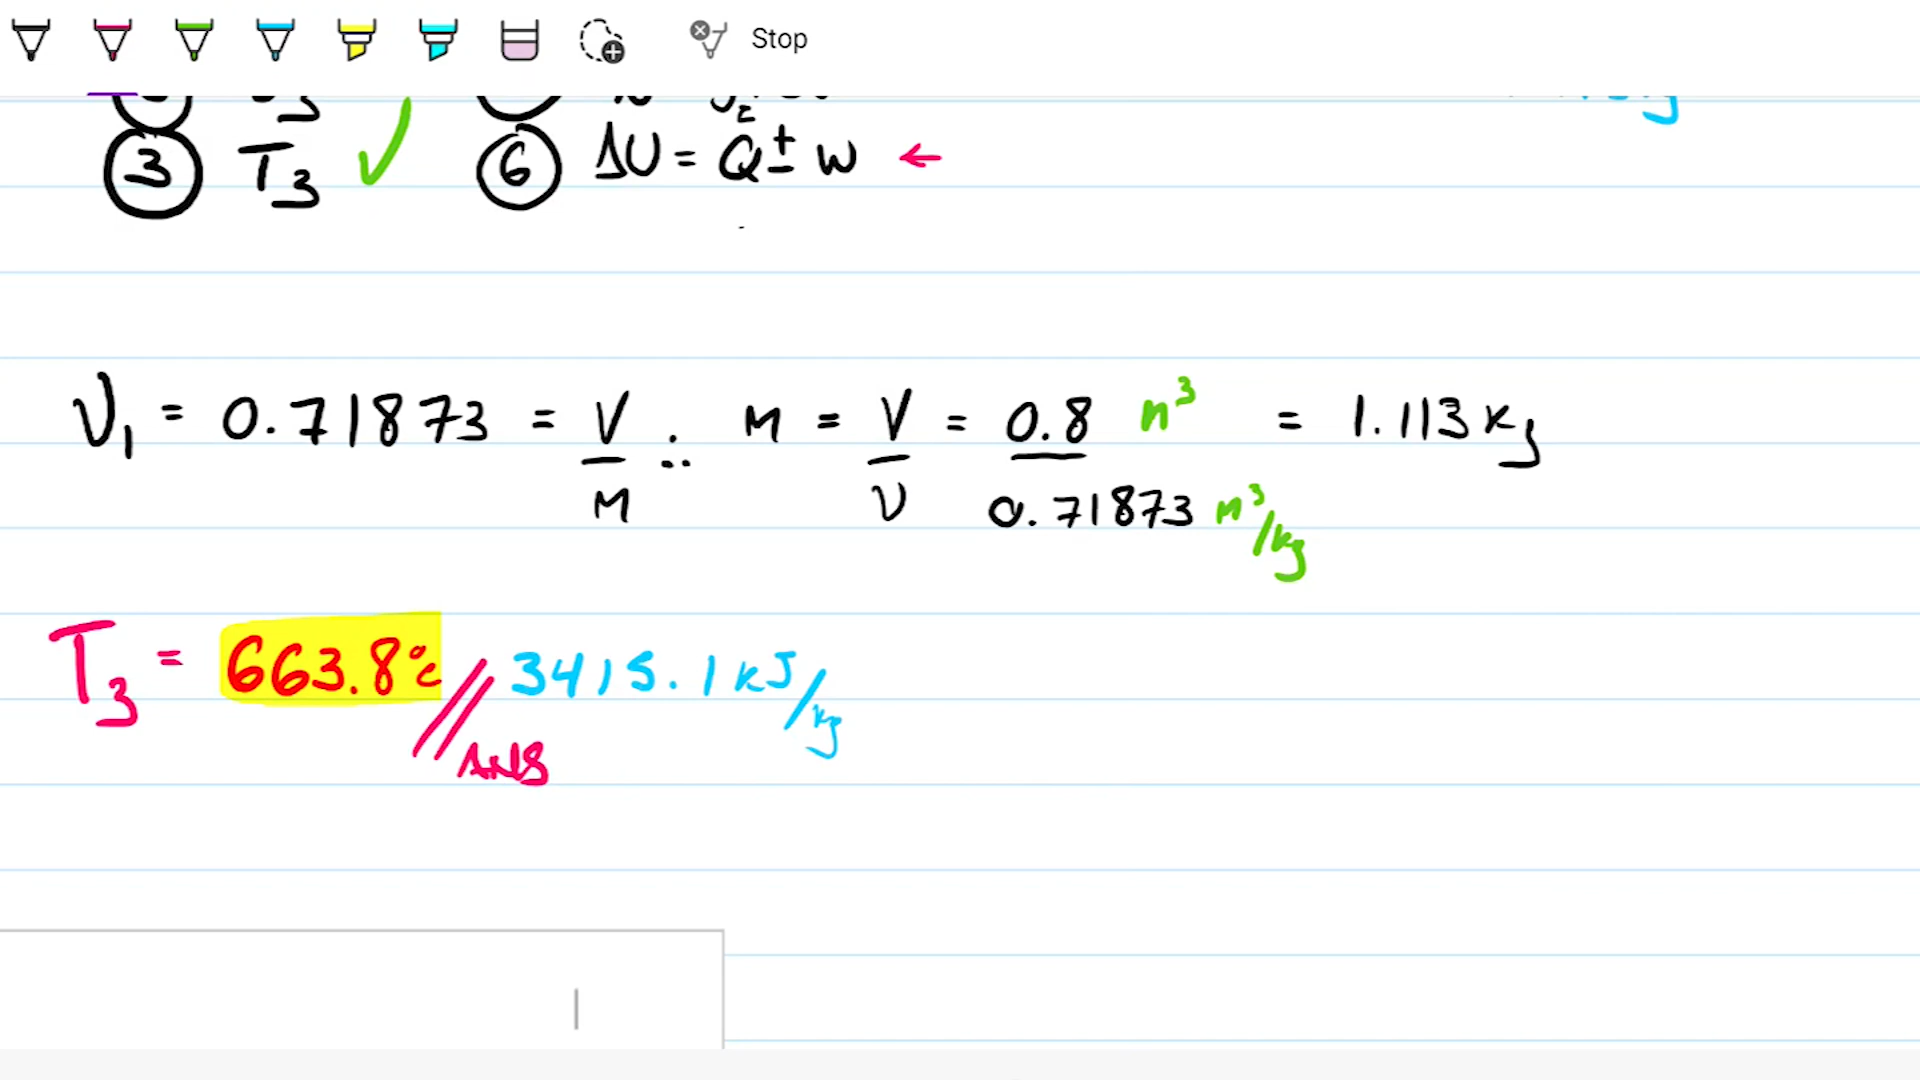 Stop
3 T3 ✓ 6 ΔU = Q ± W ←
ν1 = 0.71873 = V/M ∴ M = V/ν = 0.8 m³ / 0.71873 m³/kg = 1.113 kg
T3 = 663.8°C // ANS 3415.1 kJ/kg